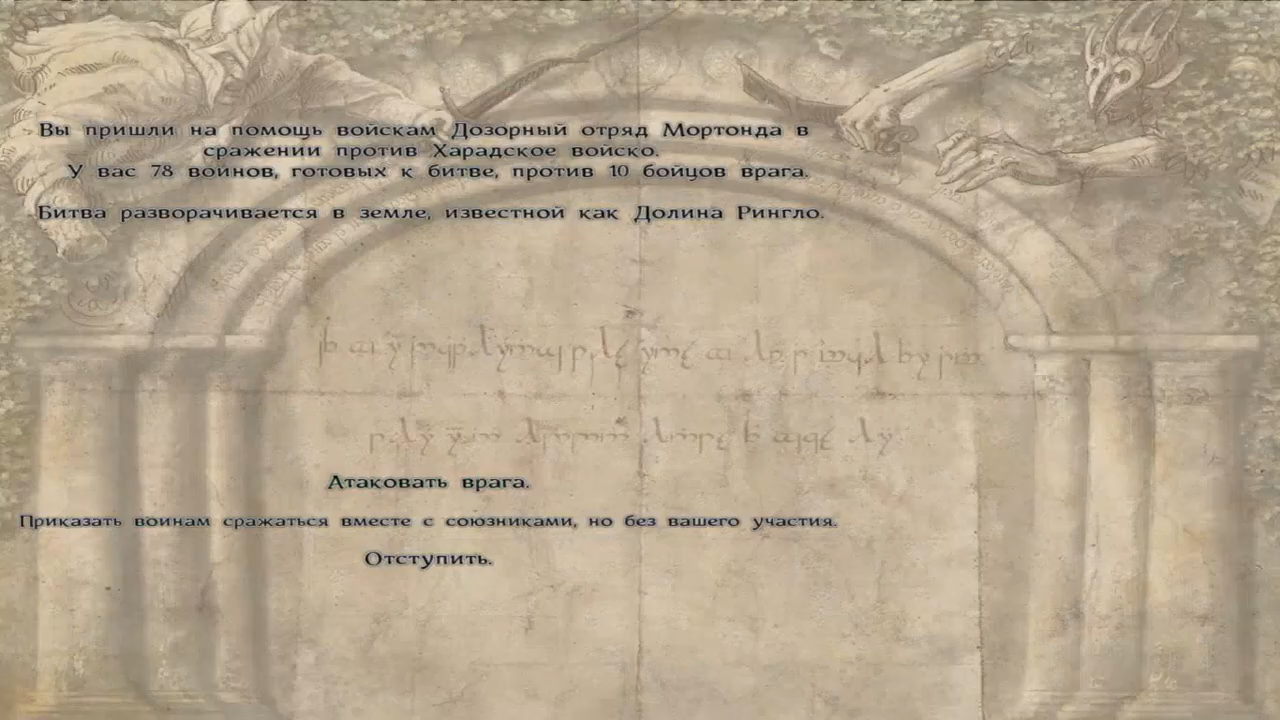 Вы пришли на помощь войскам Дозорный отряд Мортонда в
сражении против Харадское войско.
У вас 78 воинов, готовых к битве, против 10 бойцов врага.
Битва разворачивается в земле, известной как Долина Рингло.
Атаковать врага.
Приказать воинам сражаться вместе с союзниками, но без вашего участия.
Отступить.